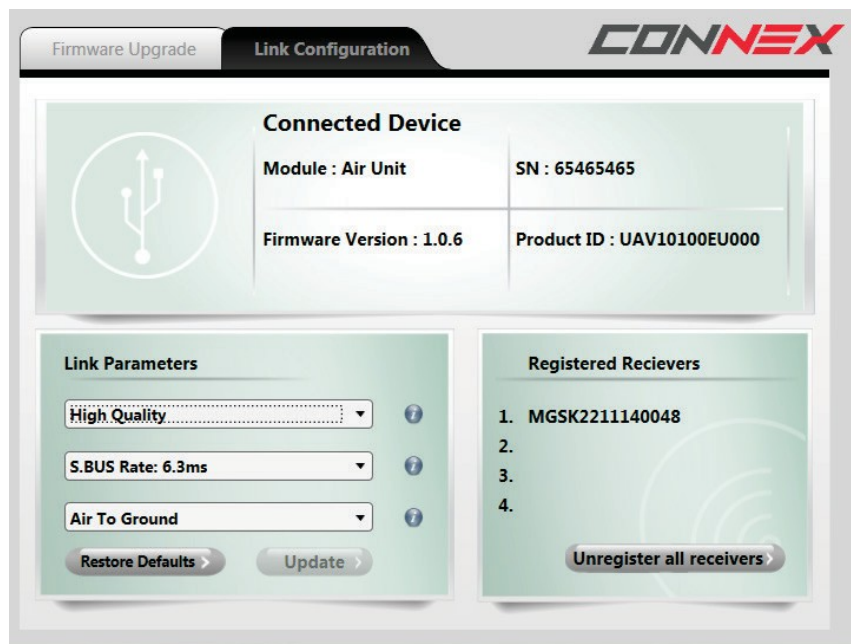 Firmware Upgrade
Link Configuration
CONNEX
Connected Device
Module : Air Unit
SN : 65465465
Firmware Version : 1.0.6
Product ID : UAV10100EU000
Link Parameters
High Quality
S.BUS Rate: 6.3ms
Air To Ground
Restore Defaults
Update
Registered Recievers
1. MGSK2211140048
2.
3.
4.
Unregister all receivers